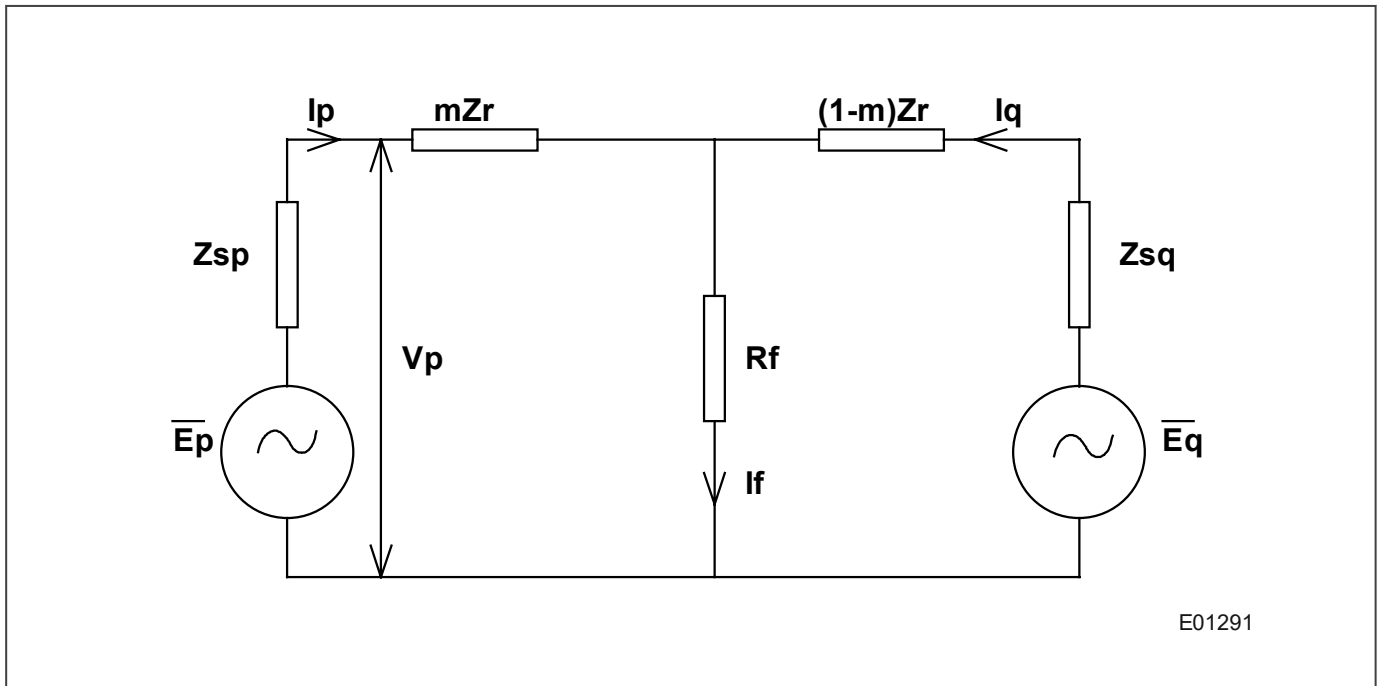 Ip
mZr
(1-m)Zr
Iq
Zsp
Zsq
Vp
Rf
Ep
Eq
If
E01291